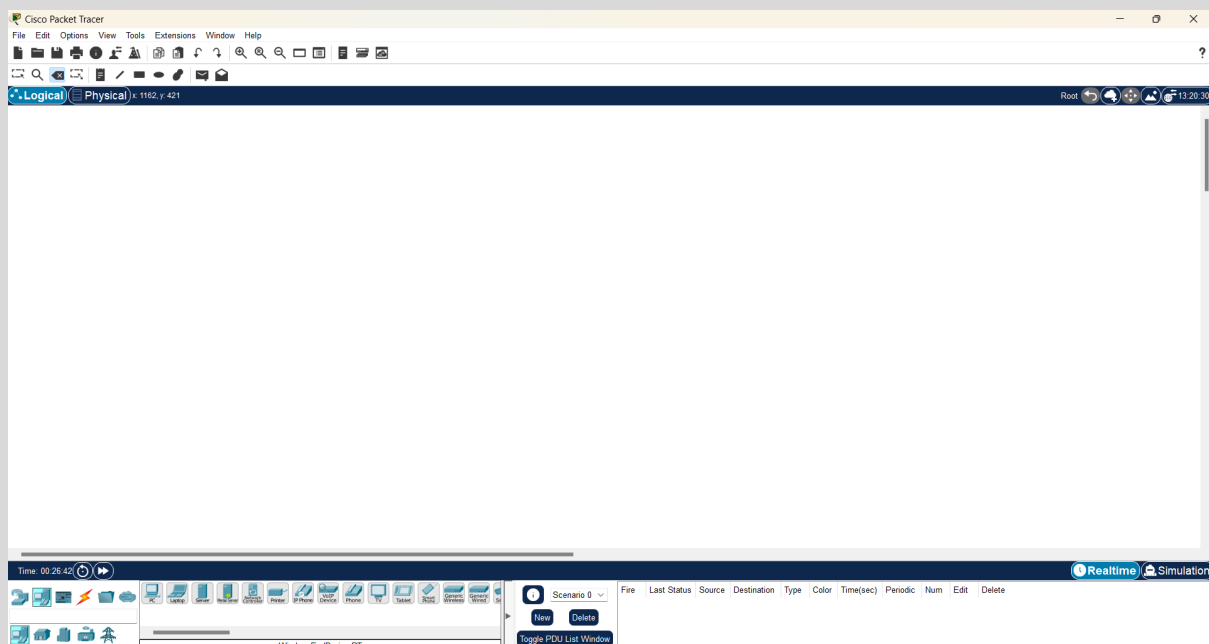 Cisco Packet Tracer
File Edit Options View Tools Extensions Window Help
?
Logical Physical x: 1162, y: 421 Root 13:20:30
Time: 00:26:42 Realtime Simulation
PC Laptop Server Printer IP Phone VoIP Device Phone TV Tablet Smart Phone Generic Wireless Generic Wired
Scenario 0 Fire Last Status Source Destination Type Color Time(sec) Periodic Num Edit Delete
New Delete
Toggle PDU List Window